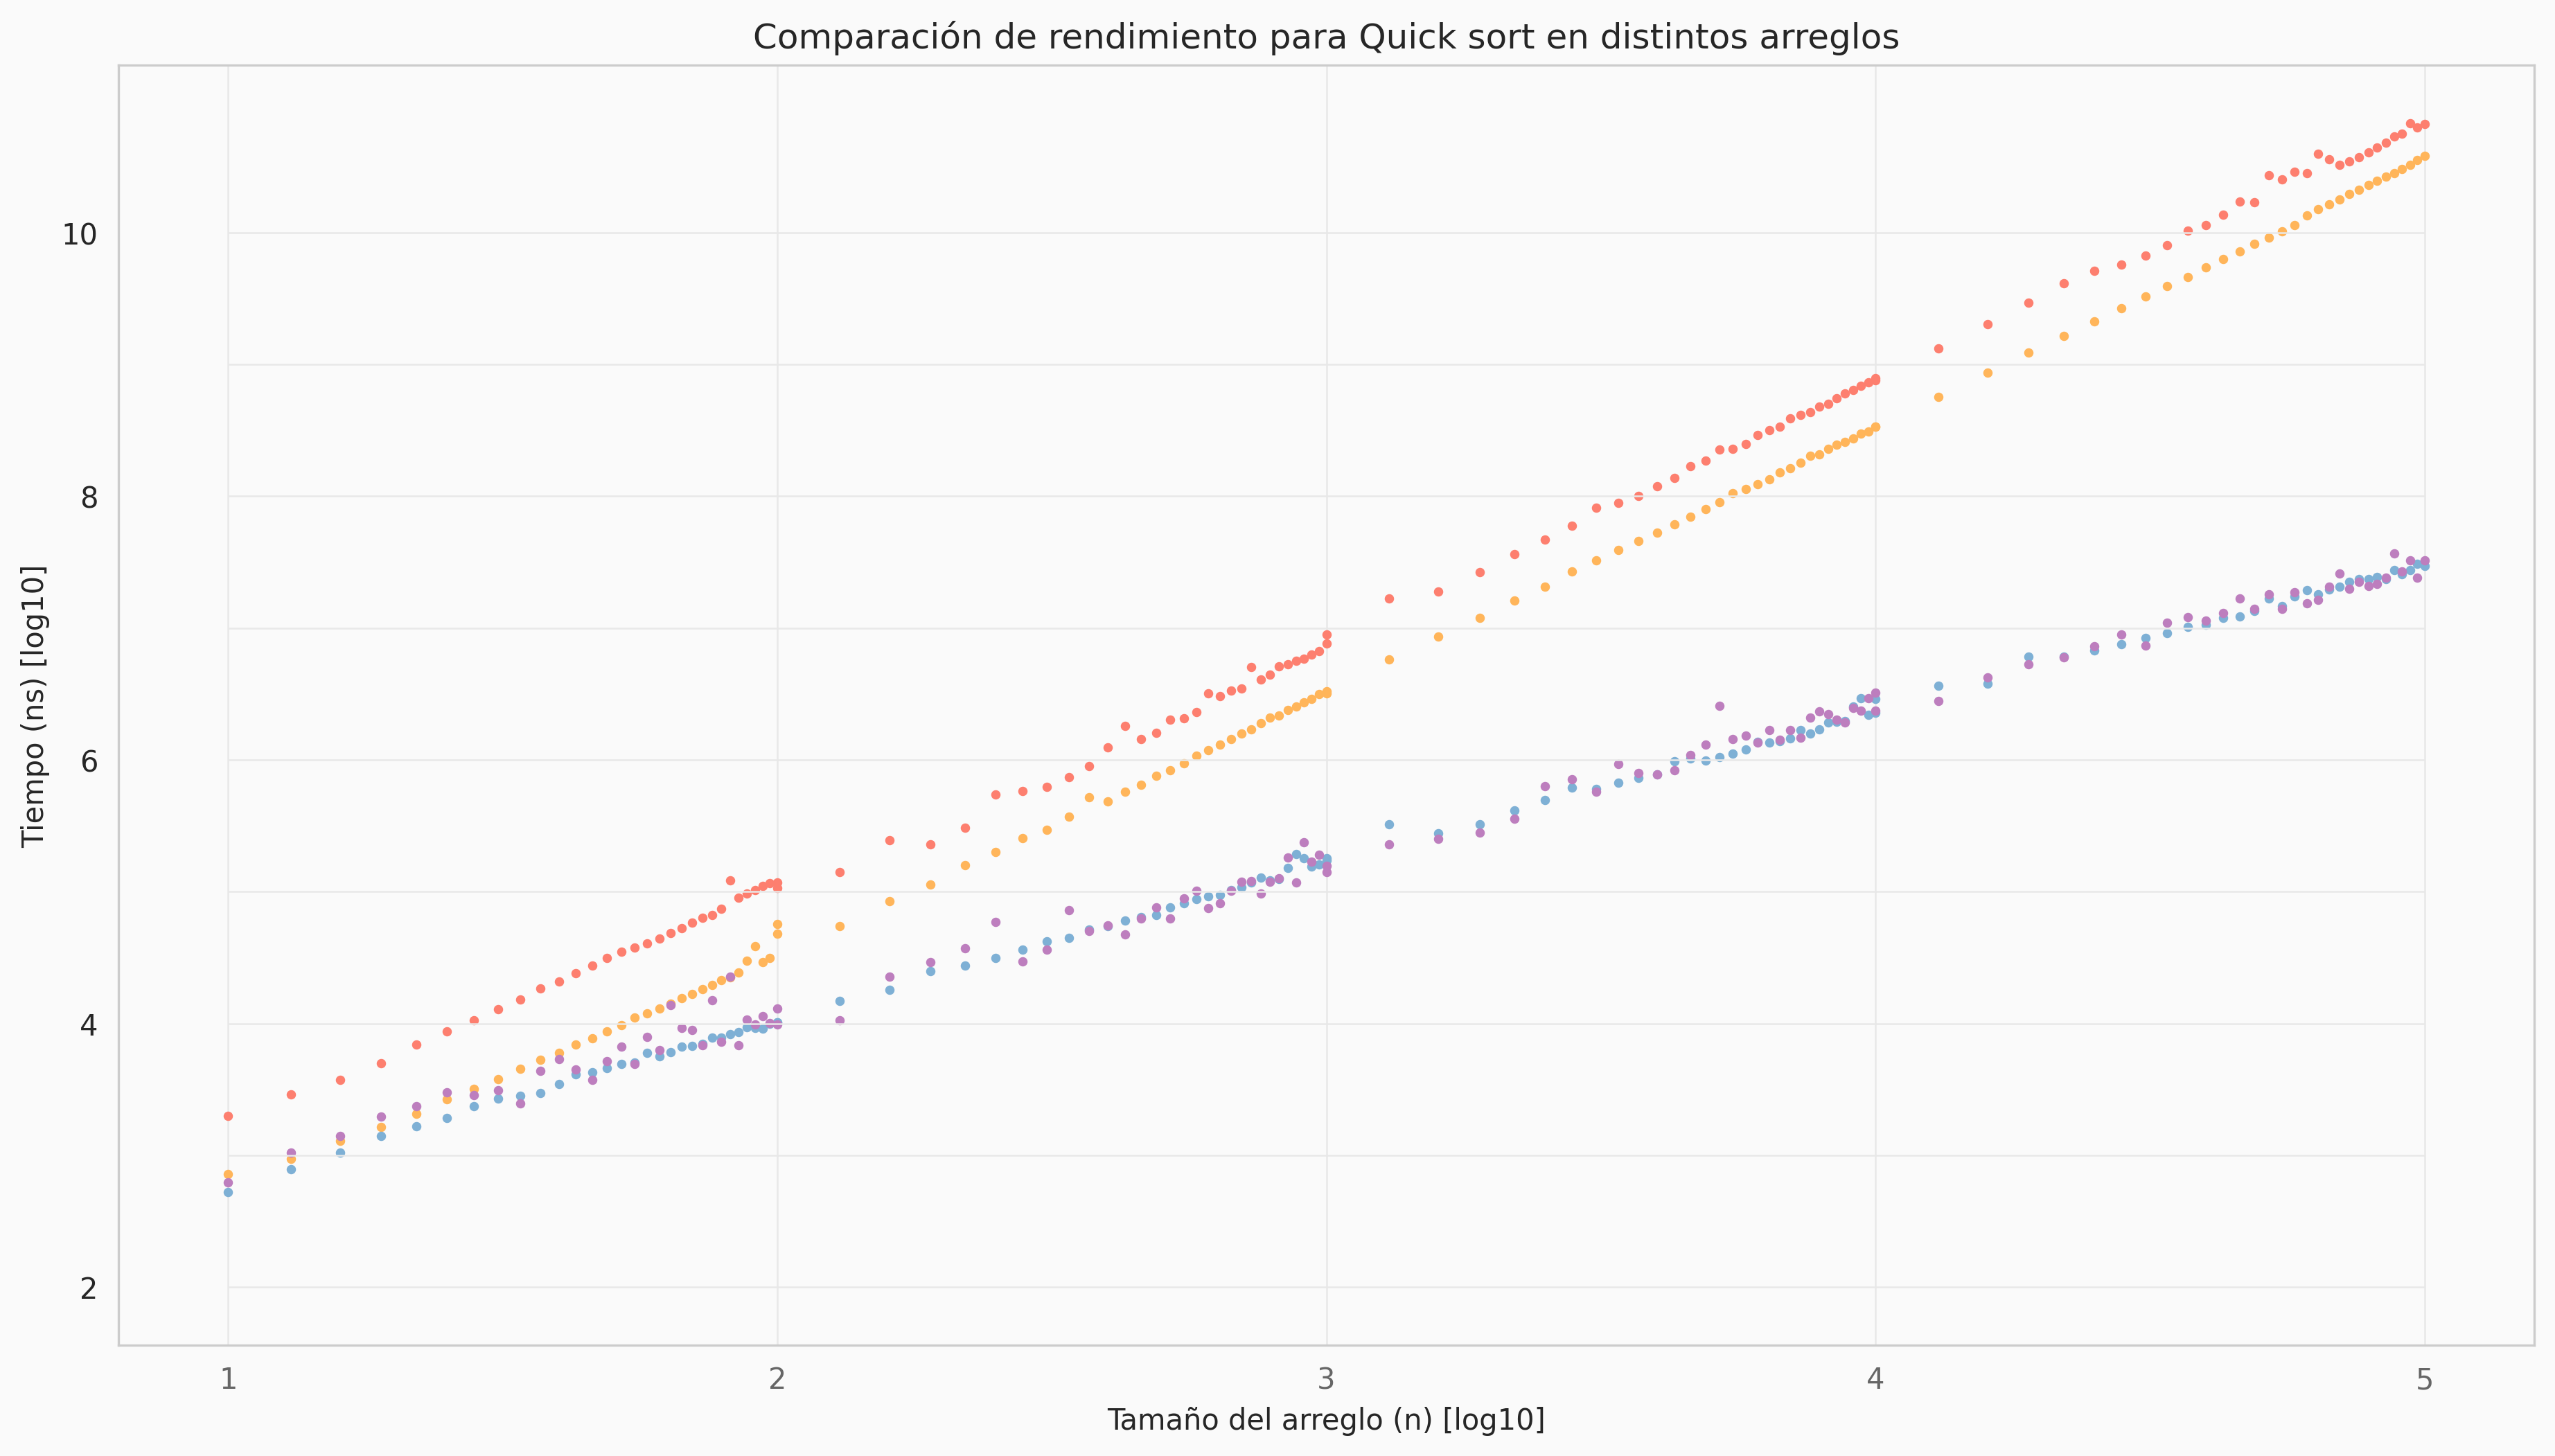 Comparación de rendimiento para Quick sort en distintos arreglos
Tiempo (ns) [log10]
10
8
6
4
2
1 2 3 4 5
Tamaño del arreglo (n) [log10]